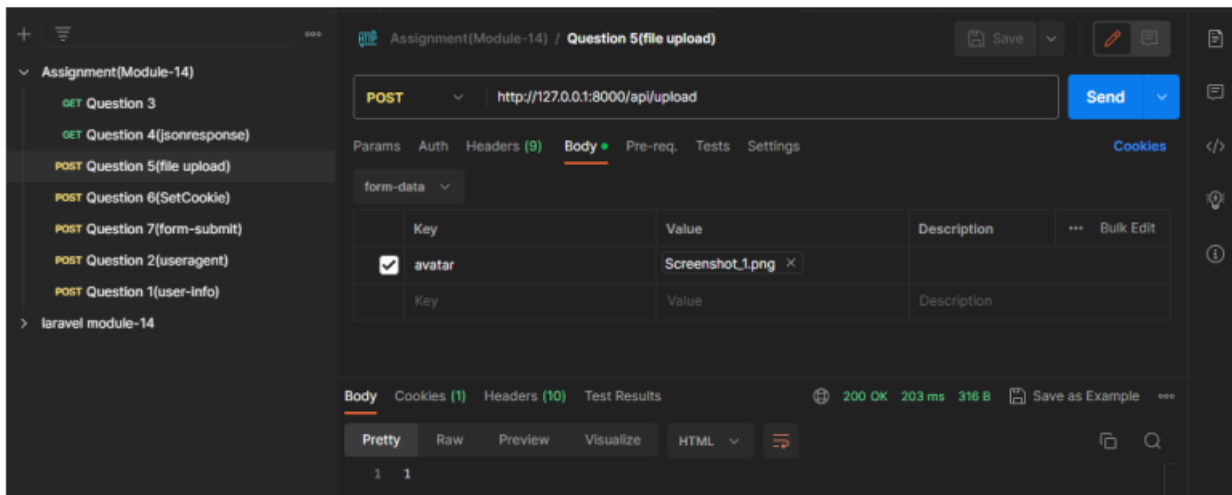 Assignment(Module-14)
GET Question 3
GET Question 4(jsonresponse)
POST Question 5(file upload)
POST Question 6(SetCookie)
POST Question 7(form-submit)
POST Question 2(useragent)
POST Question 1(user-info)
laravel module-14
HTTP Assignment(Module-14) / Question 5(file upload)
Save
POST http://127.0.0.1:8000/api/upload
Send
Params Auth Headers (9) Body Pre-req. Tests Settings Cookies
form-data
Key Value Description Bulk Edit
avatar Screenshot_1.png
Key Value Description
Body Cookies (1) Headers (10) Test Results 200 OK 203 ms 316 B Save as Example
Pretty Raw Preview Visualize HTML
1 1